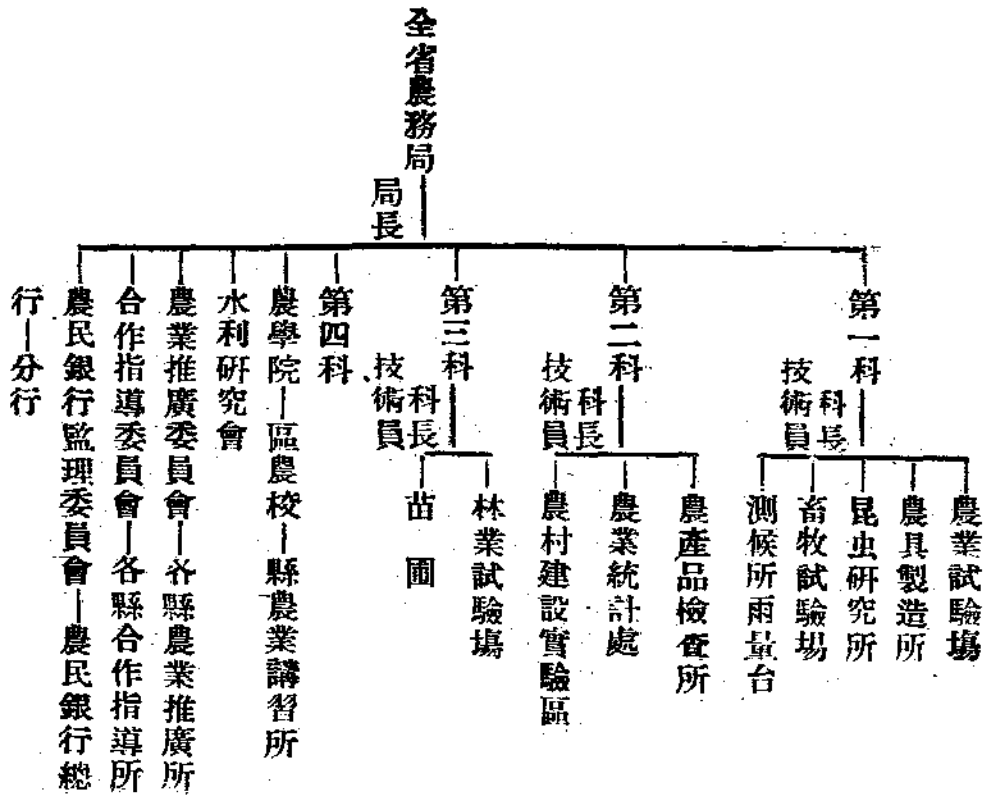 全省農務局
局長
第一科
科長
技術員
農業試驗場
農具製造所
昆虫研究所
畜牧試驗場
測候所雨量台
第二科
科長
技術員
農產品檢查所
農業統計處
農村建設實驗區
第三科
科長
技術員
林業試驗場
苗圃
第四科
農學院—區農校—縣農業講習所
水利研究會
農業推廣委員會—各縣農業推廣所
合作指導委員會—各縣合作指導所
農民銀行監理委員會—農民銀行總
行—分行